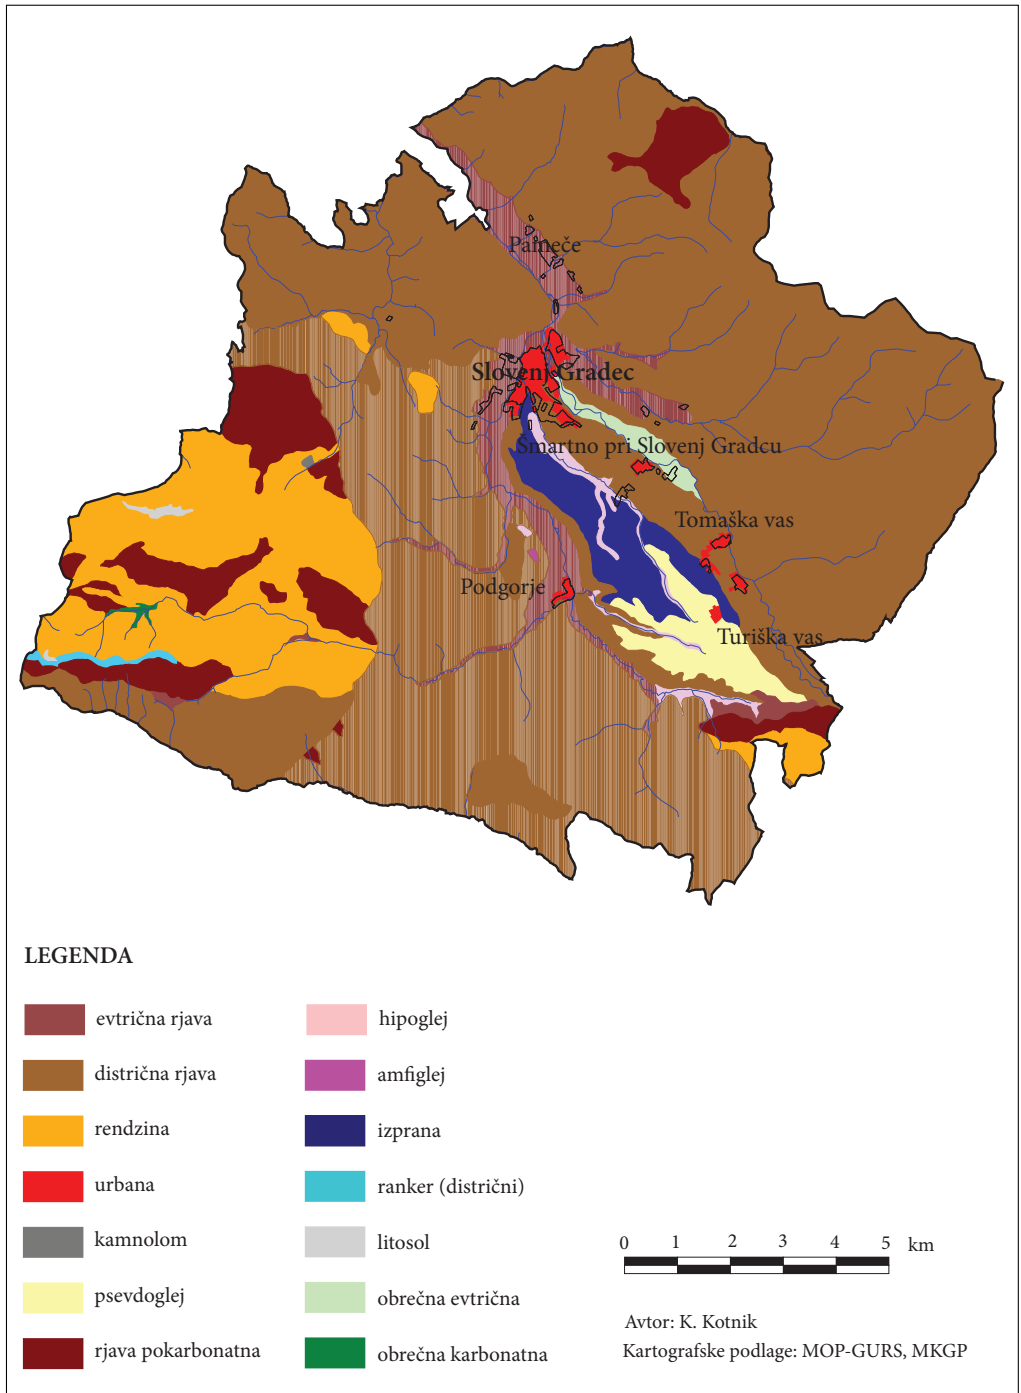 Pameče
Slovenj Gradec
Šmartno pri Slovenj Gradcu
Tomaška vas
Podgorje
Turiška vas
LEGENDA
evtrična rjava
distrična rjava
rendzina
urbana
kamnolom
psevdoglej
rjava pokarbonatna
hipoglej
amfiglej
izprana
ranker (districni)
litosol
obrečna evtrična
obrečna karbonatna
0 1 2 3 4 5 km
Avtor: K. Kotnik
Kartografske podlage: MOP-GURS, MKGP